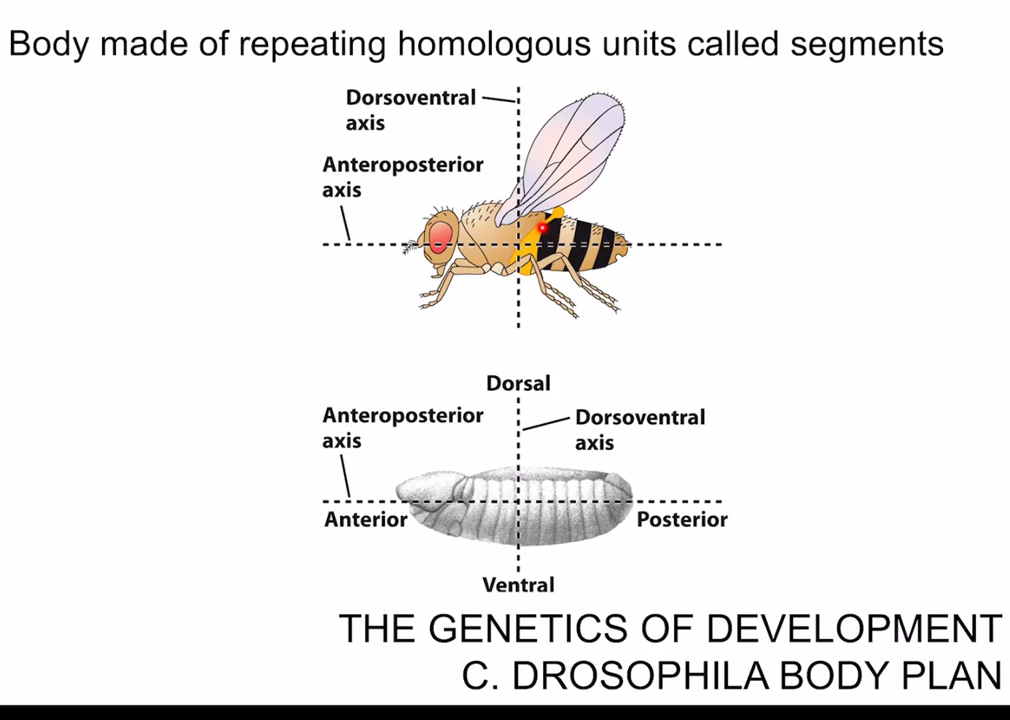 Body made of repeating homologous units called segments
Dorsoventral
axis
Anteroposterior
axis
Dorsal
Anteroposterior
axis
Dorsoventral
axis
Anterior
Posterior
Ventral
THE GENETICS OF DEVELOPMENT
C. DROSOPHILA BODY PLAN